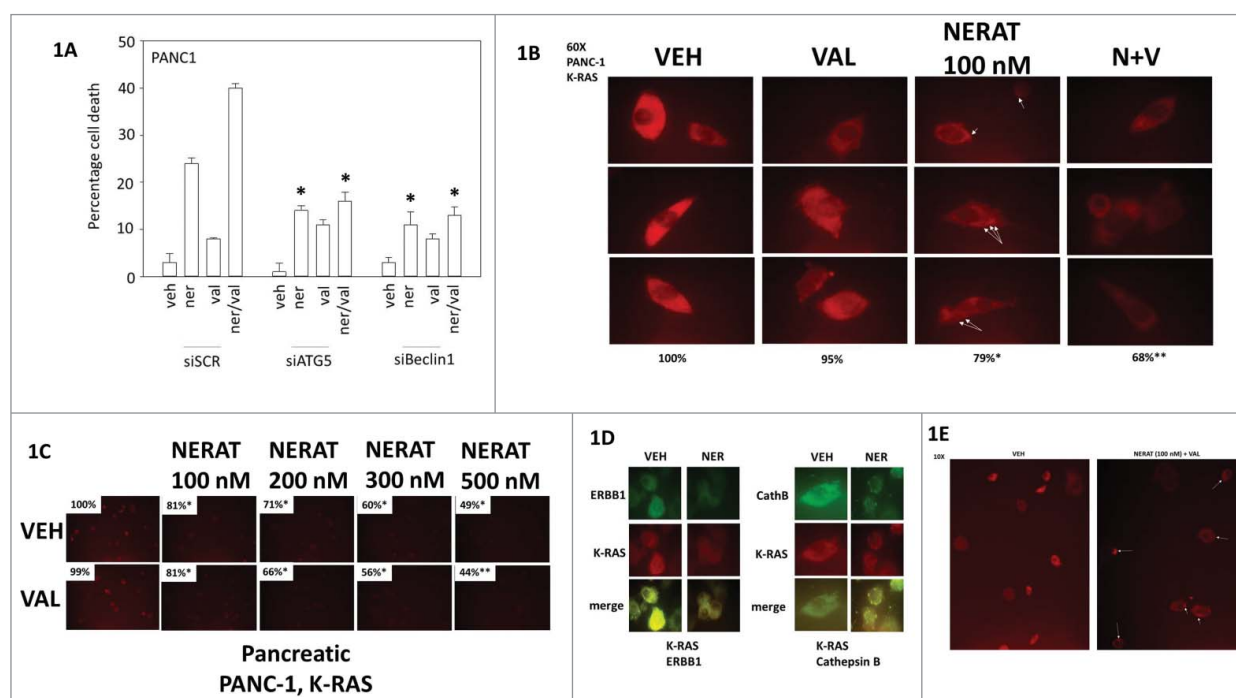 1A
50
40
30
20
10
0
Percentage cell death
PANC1
* * * *
veh ner val ner/val veh ner val ner/val veh ner val ner/val
siSCR siATG5 siBeclin1
1B
60X
PANC-1
K-RAS
VEH VAL NERAT 100 nM N+V
100% 95% 79%* 68%**
1C
NERAT NERAT NERAT NERAT
100 nM 200 nM 300 nM 500 nM
VEH
100% 81%* 71%* 60%* 49%*
VAL
99% 81%* 66%* 56%* 44%**
Pancreatic
PANC-1, K-RAS
1D
VEH NER
ERBB1
K-RAS
merge
K-RAS
ERBB1
VEH NER
CathB
K-RAS
merge
K-RAS
Cathepsin B
1E
10X
VEH NERAT (100 nM) + VAL